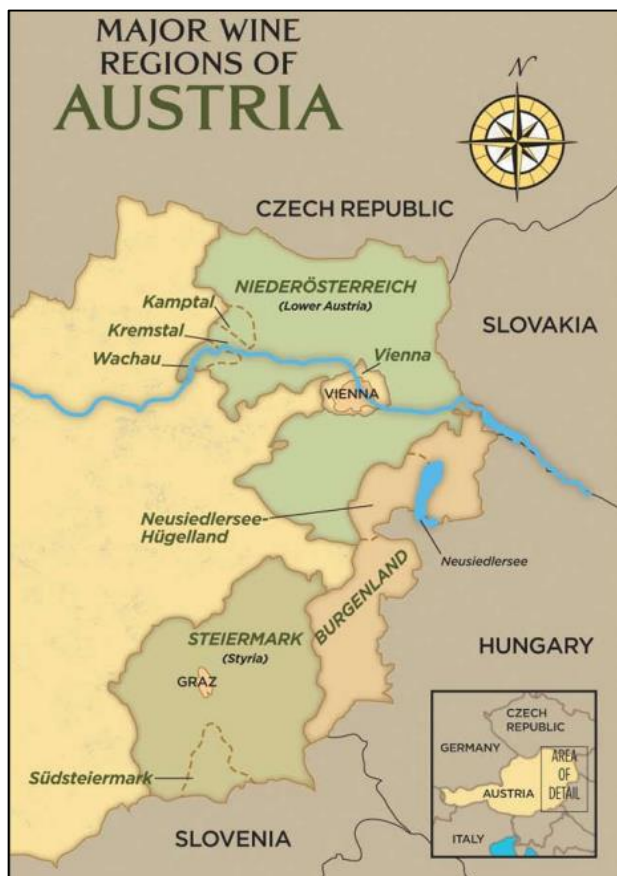 MAJOR WINE
REGIONS OF
AUSTRIA
N
CZECH REPUBLIC
NIEDERÖSTERREICH
(Lower Austria)
Kamptal
Kremstal
Wachau
SLOVAKIA
Vienna
VIENNA
Neusiedlersee-
Hügelland
Neusiedlersee
BURGENLAND
STEIERMARK
(Styria)
GRAZ
HUNGARY
Südsteiermark
SLOVENIA
CZECH
REPUBLIC
GERMANY
AREA
OF
DETAIL
AUSTRIA
ITALY